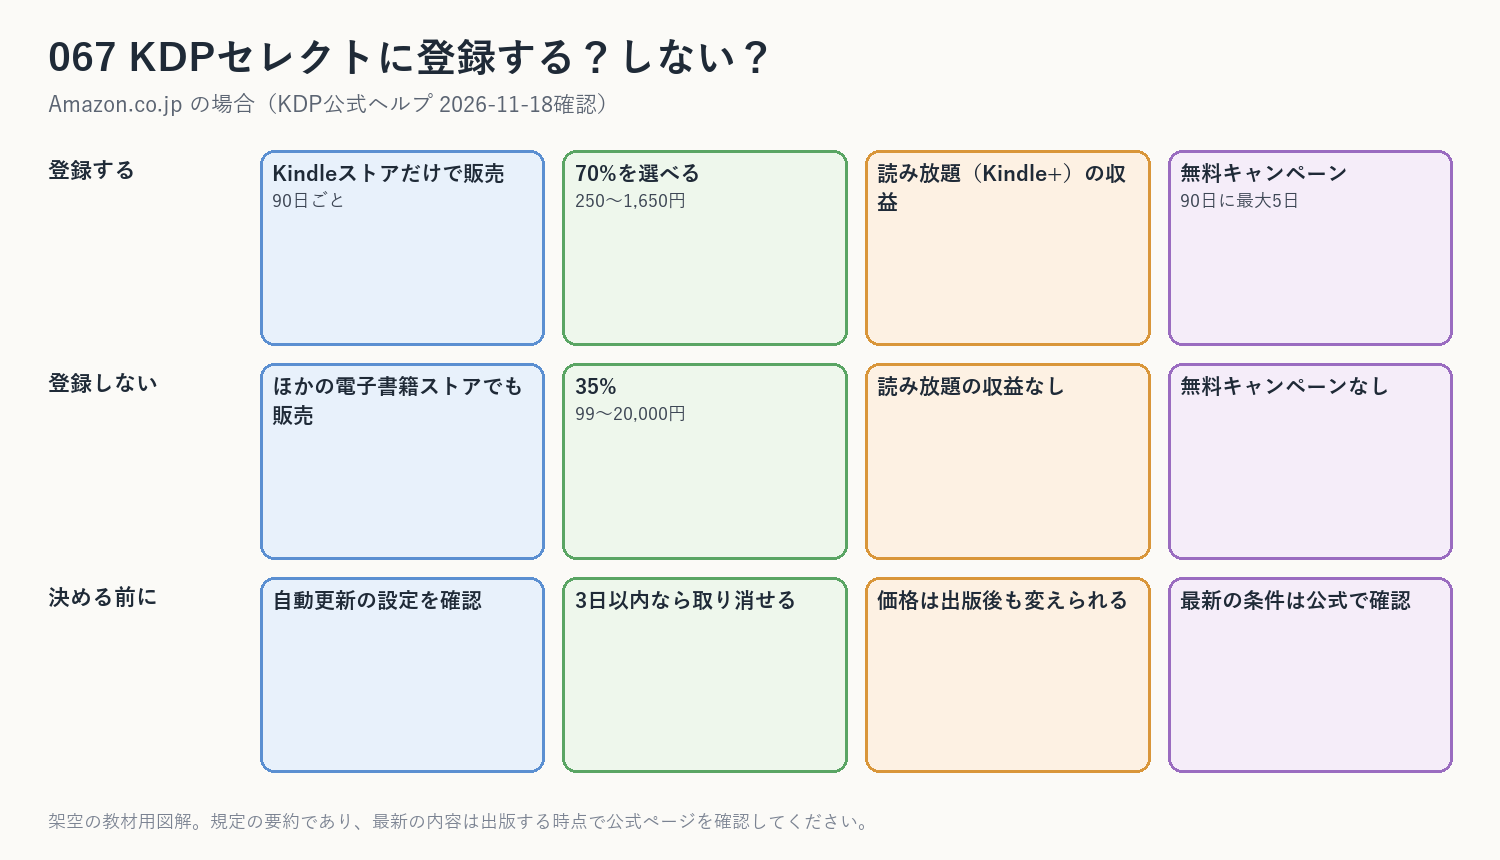 067 KDPセレクトに登録する？しない？
Amazon.co.jp の場合（KDP公式ヘルプ 2026-11-18確認）
登録する
Kindleストアだけで販売
90日ごと
70%を選べる
250〜1,650円
読み放題（Kindle+）の収
益
無料キャンペーン
90日に最大5日
登録しない
ほかの電子書籍ストアでも
販売
35%
99〜20,000円
読み放題の収益なし
無料キャンペーンなし
決める前に
自動更新の設定を確認
3日以内なら取り消せる
価格は出版後も変えられる
最新の条件は公式で確認
架空の教材用図解。規定の要約であり、最新の内容は出版する時点で公式ページを確認してください。